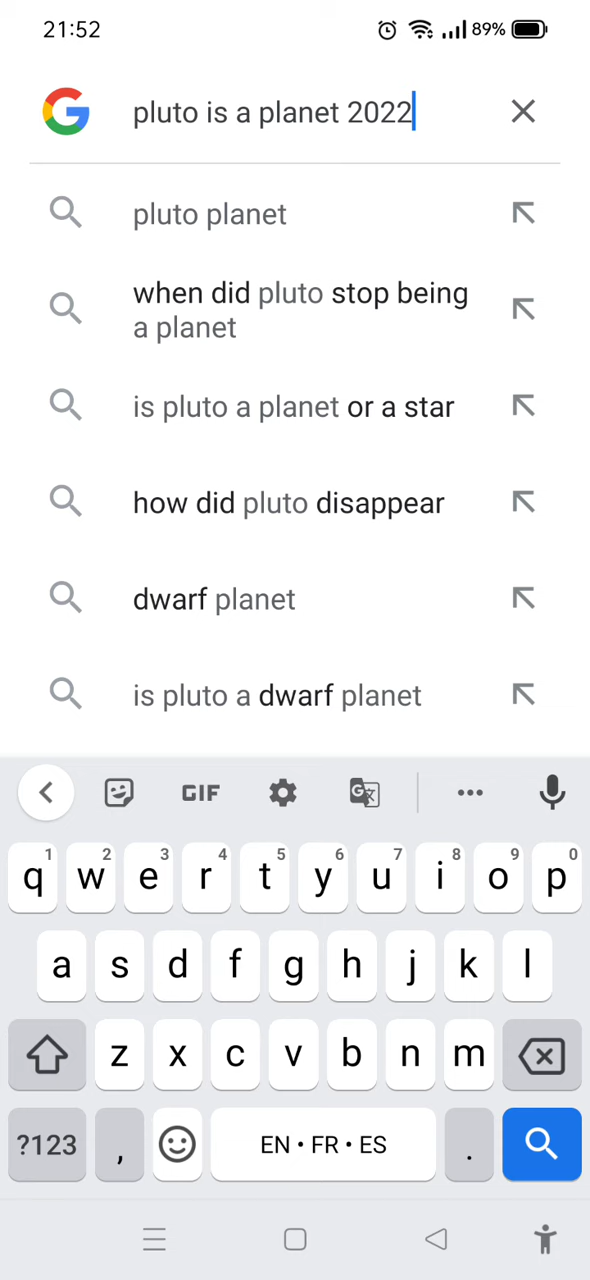 21:52 89%
pluto is a planet 2022
pluto planet
when did pluto stop being
a planet
is pluto a planet or a star
how did pluto disappear
dwarf planet
is pluto a dwarf planet
GIF
1 2 3 4 5 6 7 8 9 0
q w e r t y u i o p
a s d f g h j k l
z x c v b n m
?123 , EN • FR • ES .